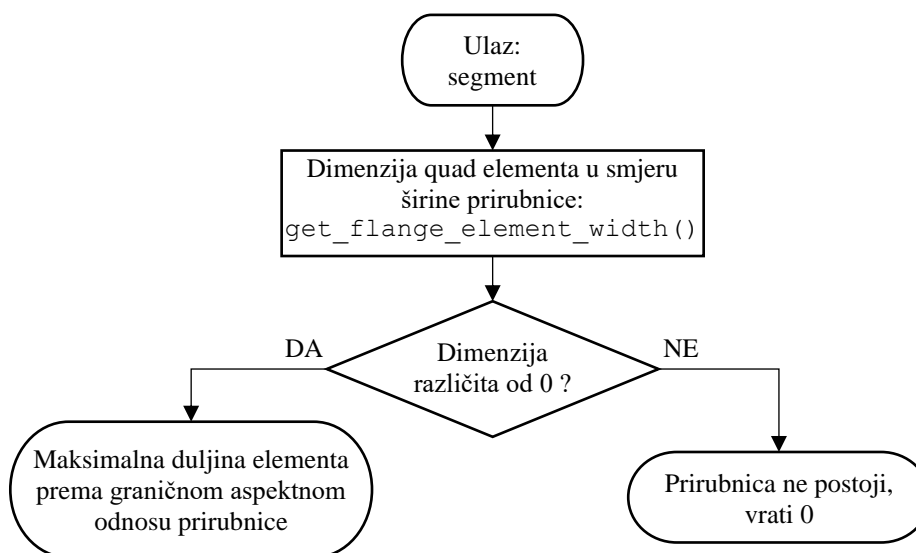 Ulaz:
segment
Dimenzija quad elementa u smjeru
širine prirubnice:
get_flange_element_width()
DA
Dimenzija
različita od 0 ?
NE
Maksimalna duljina elementa
prema graničnom aspektnom
odnosu prirubnice
Prirubnica ne postoji,
vrati 0